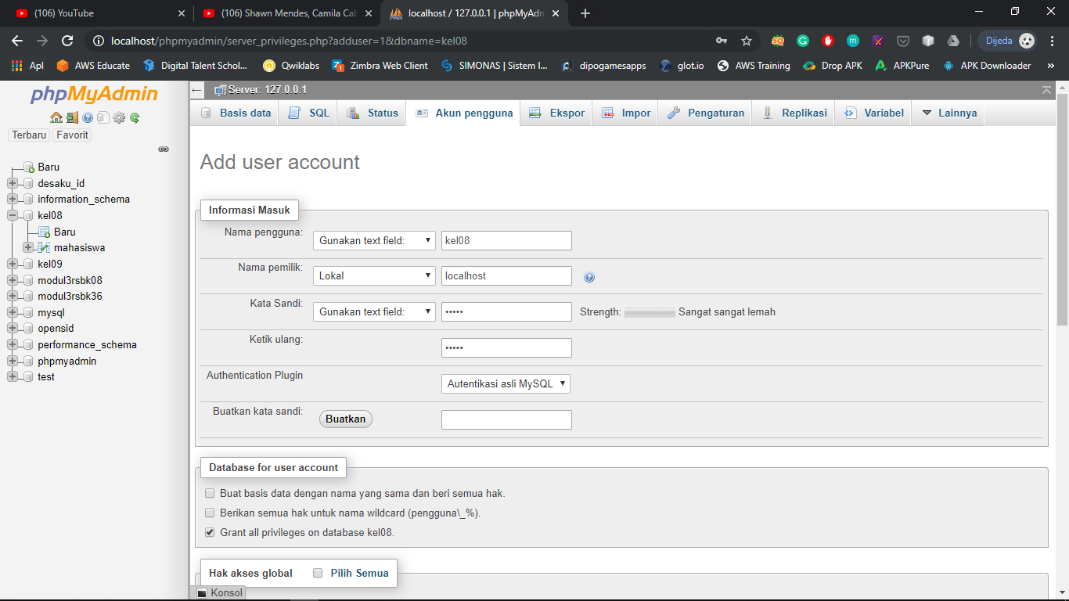 (106) YouTube
(106) Shawn Mendes, Camila Cab
localhost / 127.0.0.1 | phpMyAdm
localhost/phpmyadmin/server_privileges.php?adduser=1&dbname=kel08
Dijeda
Apl
AWS Educate
Digital Talent Schol...
Qwiklabs
Zimbra Web Client
SIMONAS | Sistem I...
dipogamesapps
glot.io
AWS Training
Drop APK
APKPure
APK Downloader
»
phpMyAdmin
Terbaru
Favorit
Baru
desaku_id
information_schema
kel08
Baru
mahasiswa
kel09
modul3rsbk08
modul3rsbk36
mysql
opensid
performance_schema
phpmyadmin
test
Server: 127.0.0.1
Basis data
SQL
Status
Akun pengguna
Ekspor
Impor
Pengaturan
Replikasi
Variabel
Lainnya
Add user account
Informasi Masuk
Nama pengguna: Gunakan text field: kel08
Nama pemilik: Lokal localhost
Kata Sandi: Gunakan text field: ••••• Strength: Sangat sangat lemah
Ketik ulang: •••••
Authentication Plugin Autentikasi asli MySQL
Buatkan kata sandi: Buatkan
Database for user account
Buat basis data dengan nama yang sama dan beri semua hak.
Berikan semua hak untuk nama wildcard (pengguna\_%).
Grant all privileges on database kel08.
Hak akses global Pilih Semua
Konsol